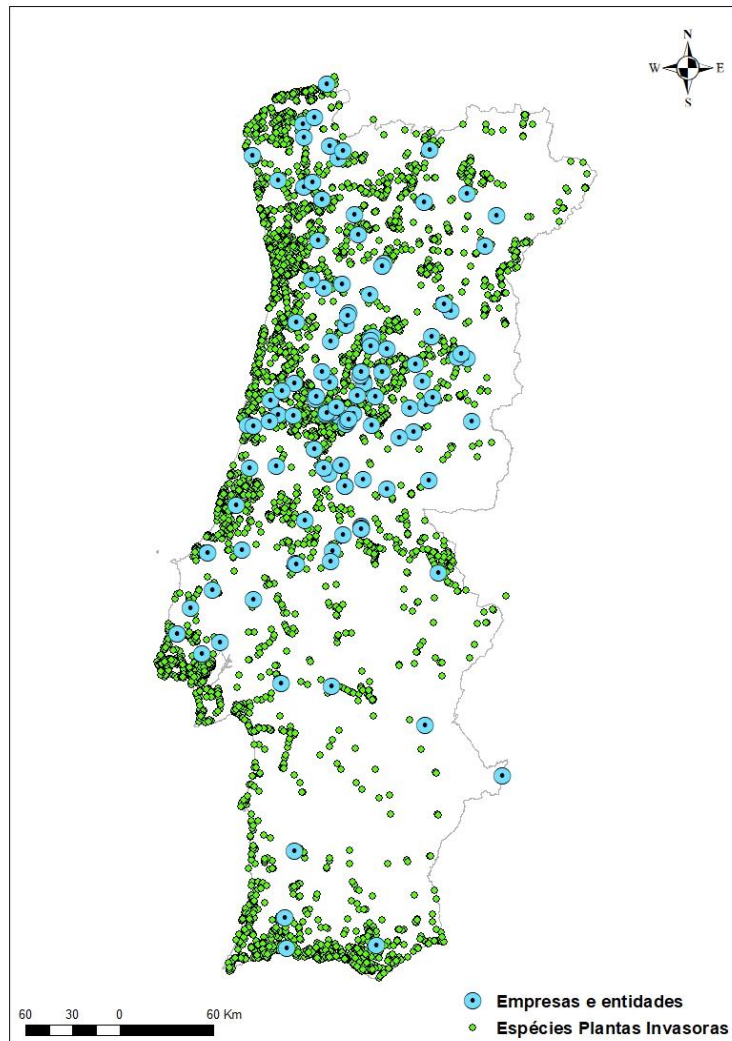 N
W E
S
Empresas e entidades
Espécies Plantas Invasoras
60 30 0 60 Km